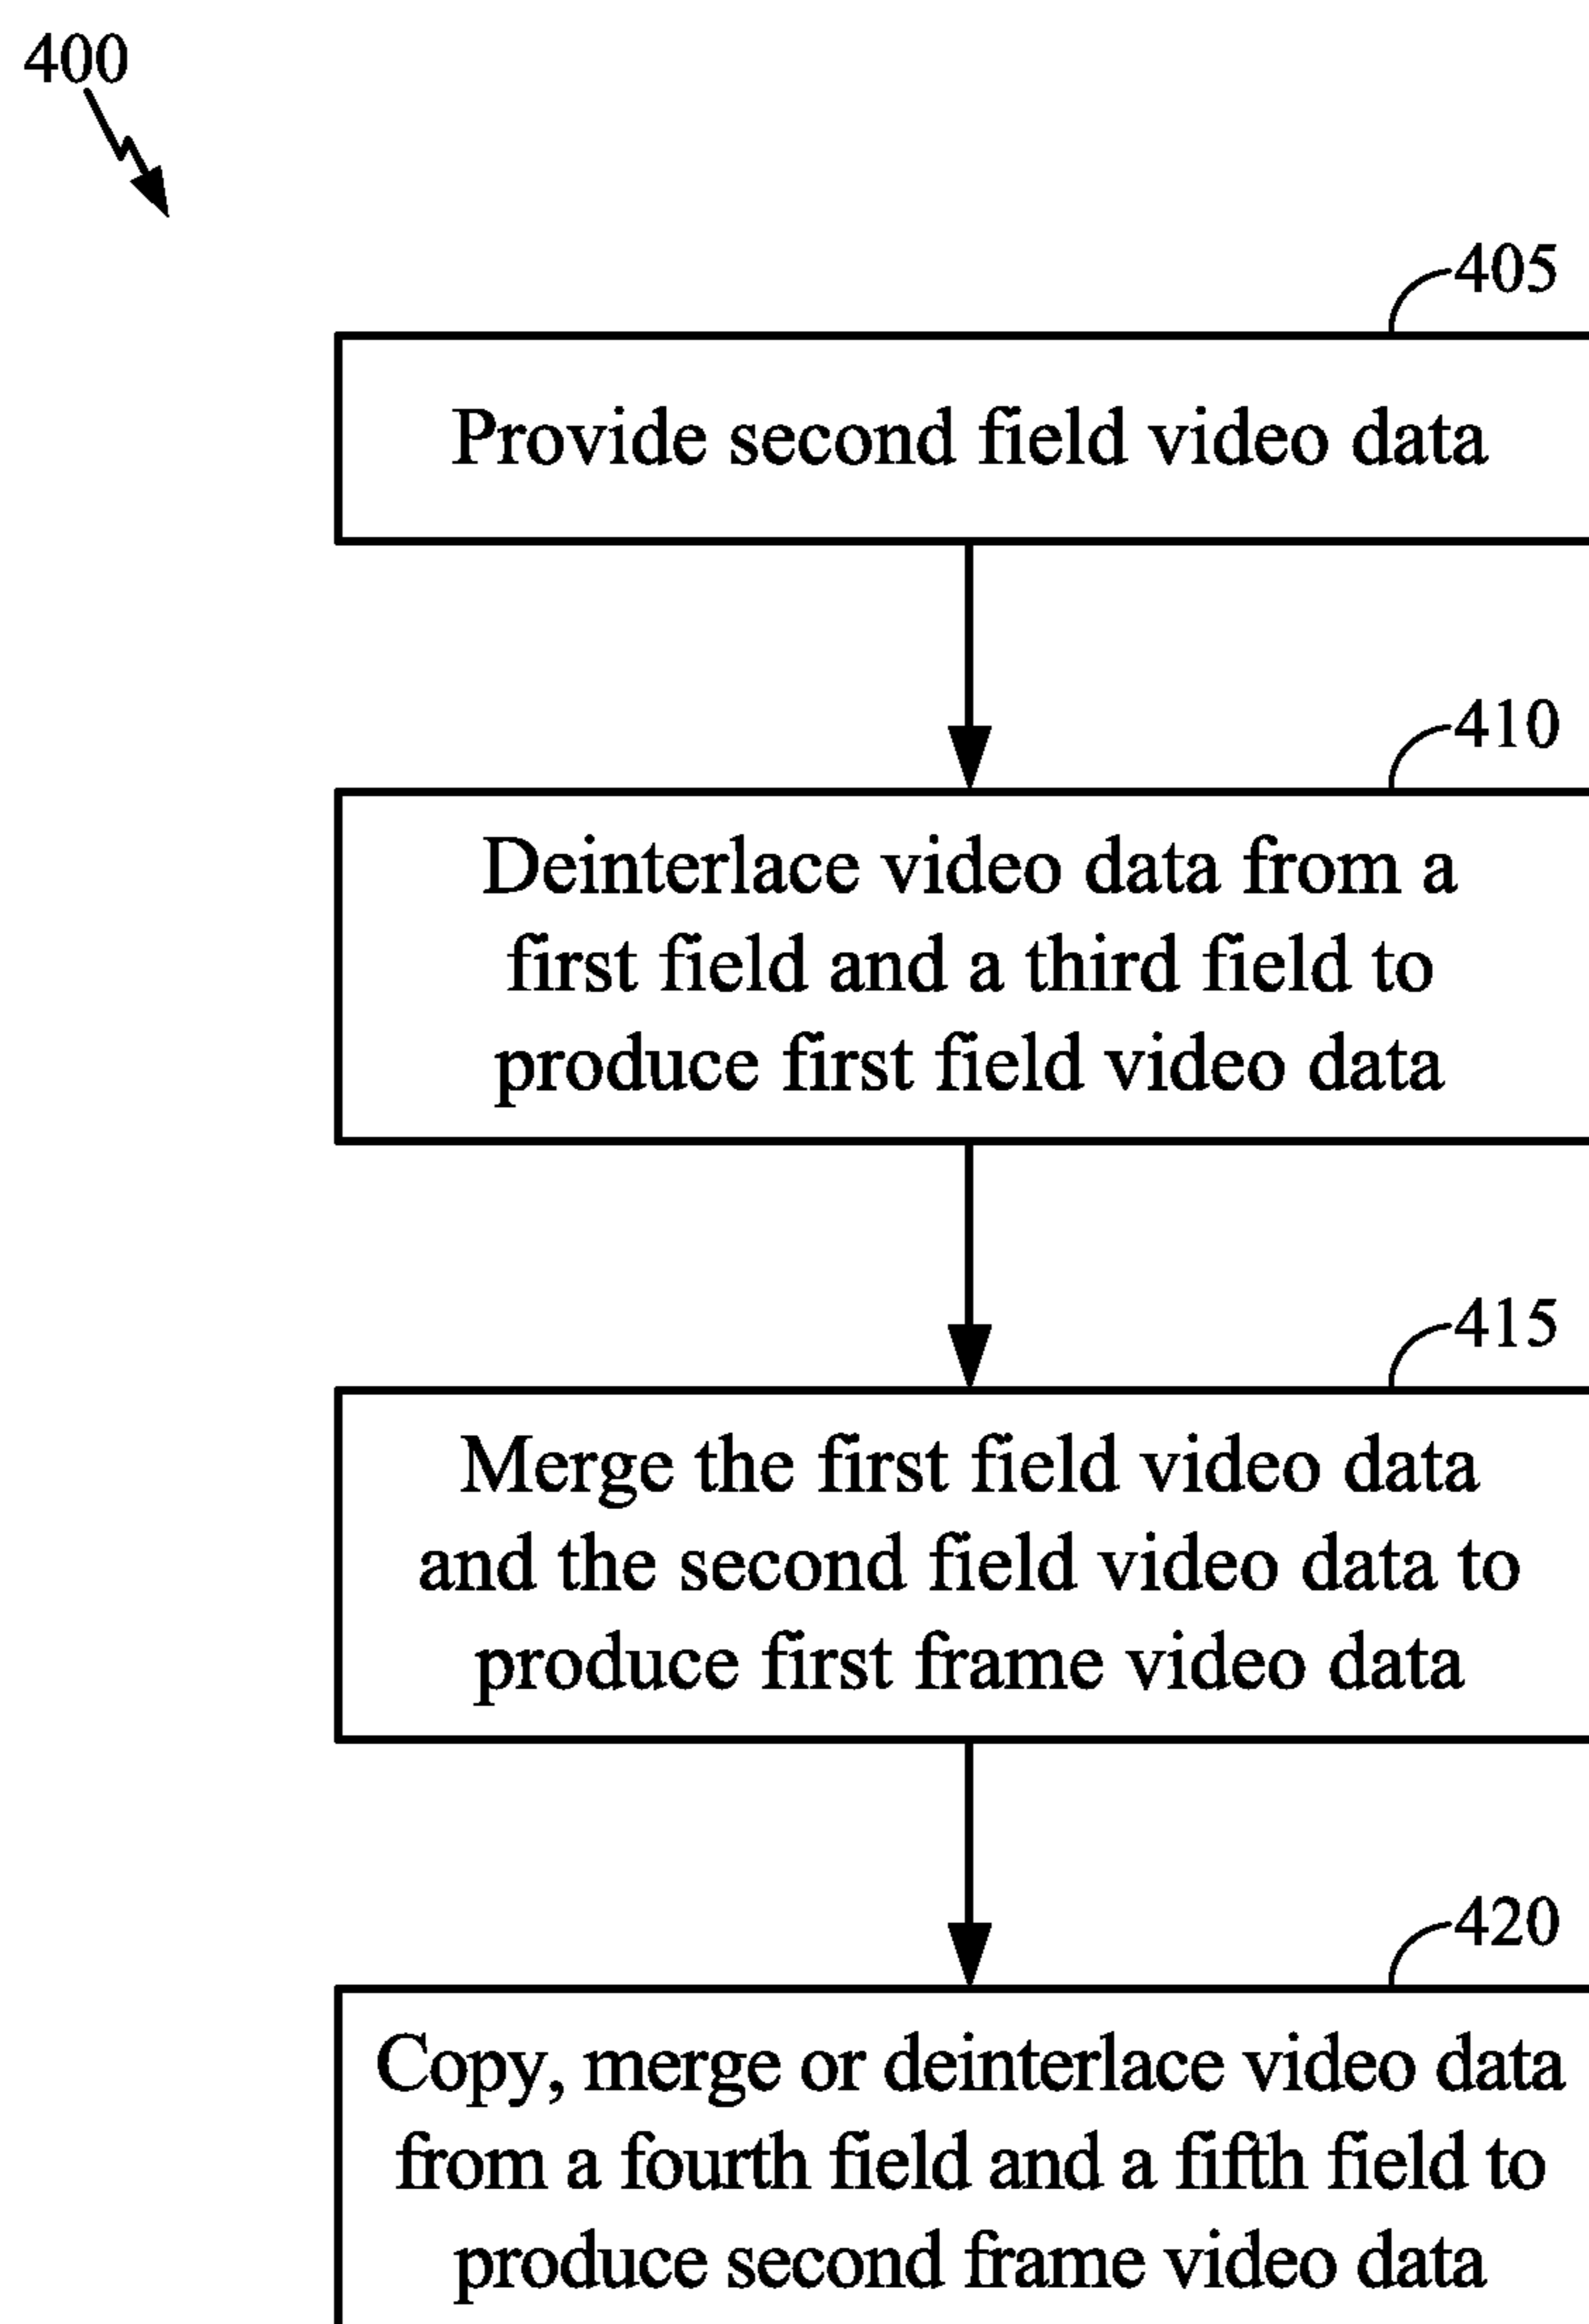 400
405
Provide second field video data
410
Deinterlace video data from a
first field and a third field to
produce first field video data
415
Merge the first field video data
and the second field video data to
produce first frame video data
420
Copy, merge or deinterlace video data
from a fourth field and a fifth field to
produce second frame video data